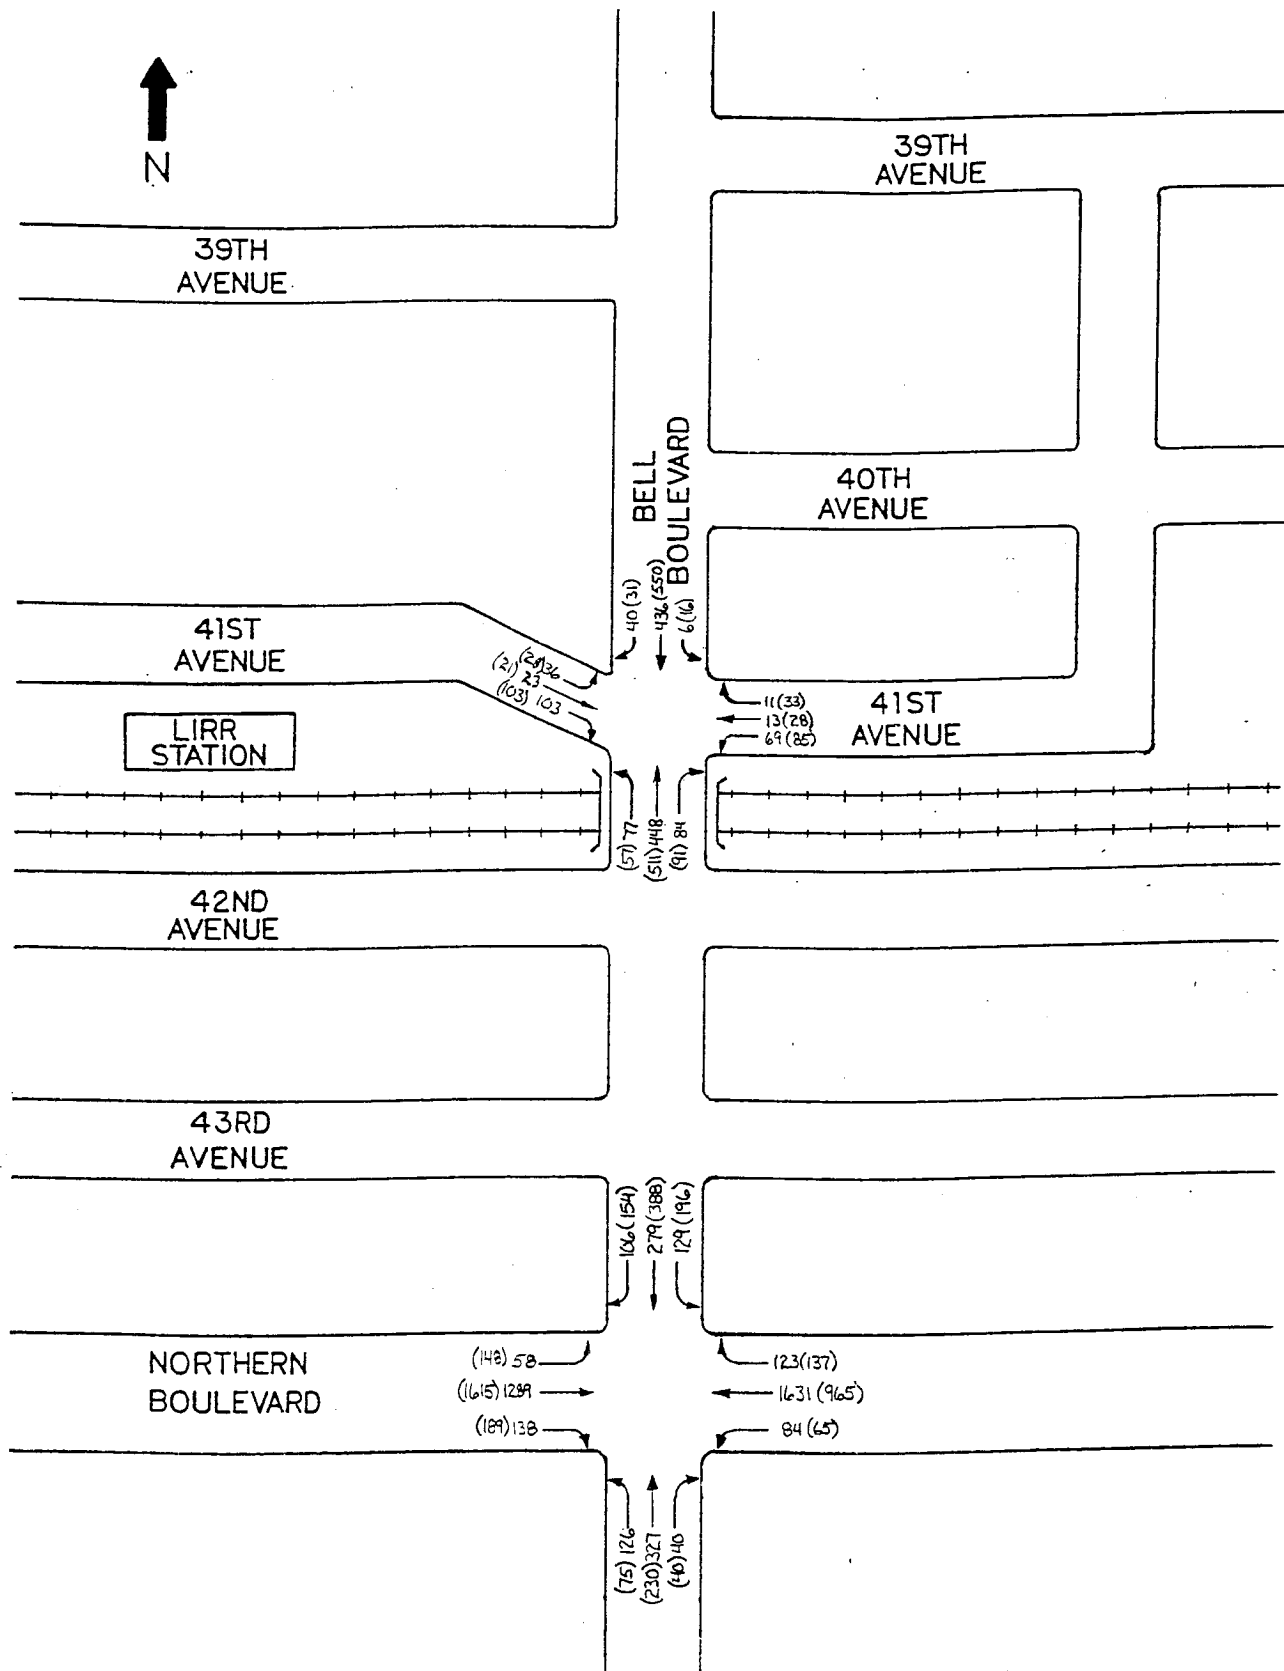 N
39TH
AVENUE
39TH
AVENUE
BELL
BOULEVARD
40TH
AVENUE
40(31)
436(550)
6(16)
41ST
AVENUE
(28)36
(21) 23
(103) 103
11(33)
13(28)
69(85)
41ST
AVENUE
LIRR
STATION
(57)77
(511)448
(91)84
42ND
AVENUE
43RD
AVENUE
106(154)
279(388)
129(196)
NORTHERN
BOULEVARD
(148) 58
(1615) 1289
(189) 138
123(137)
1631 (965)
84 (65)
(75) 126
(230)327
(40)40